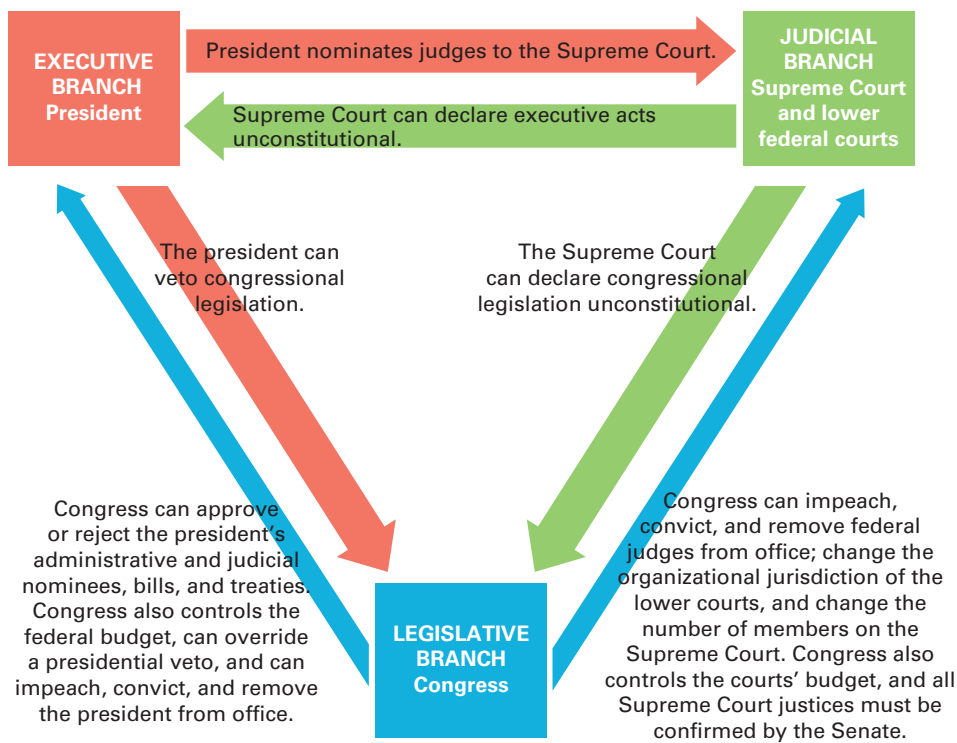 EXECUTIVE
BRANCH
President
President nominates judges to the Supreme Court.
Supreme Court can declare executive acts
unconstitutional.
JUDICIAL
BRANCH
Supreme Court
and lower
federal courts
The president can
veto congressional
legislation.
The Supreme Court
can declare congressional
legislation unconstitutional.
Congress can approve
or reject the president’s
administrative and judicial
nominees, bills, and treaties.
Congress also controls the
federal budget, can override
a presidential veto, and can
impeach, convict, and remove
the president from office.
LEGISLATIVE
BRANCH
Congress
Congress can impeach,
convict, and remove federal
judges from office; change the
organizational jurisdiction of the
lower courts, and change the
number of members on the
Supreme Court. Congress also
controls the courts’ budget, and all
Supreme Court justices must be
confirmed by the Senate.